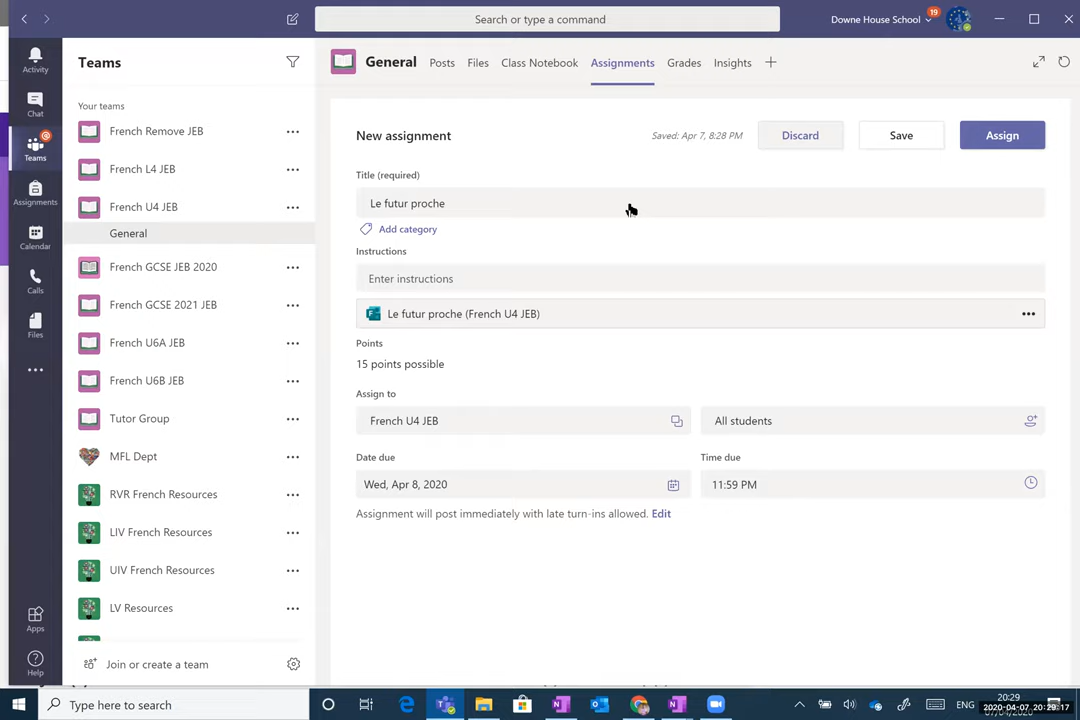 Search or type a command
Downe House School
19
Activity
Chat
Teams
Assignments
Calendar
Calls
Files
Apps
Help
Teams
Your teams
French Remove JEB
French L4 JEB
French U4 JEB
General
French GCSE JEB 2020
French GCSE 2021 JEB
French U6A JEB
French U6B JEB
Tutor Group
MFL Dept
RVR French Resources
LIV French Resources
UIV French Resources
LV Resources
Join or create a team
General Posts Files Class Notebook Assignments Grades Insights
New assignment
Saved: Apr 7, 8:28 PM
Discard
Save
Assign
Title (required)
Le futur proche
Add category
Instructions
Enter instructions
Le futur proche (French U4 JEB)
Points
15 points possible
Assign to
French U4 JEB
All students
Date due
Time due
Wed, Apr 8, 2020
11:59 PM
Assignment will post immediately with late turn-ins allowed. Edit
Type here to search
ENG
20:29
2020-04-07 20:29:17